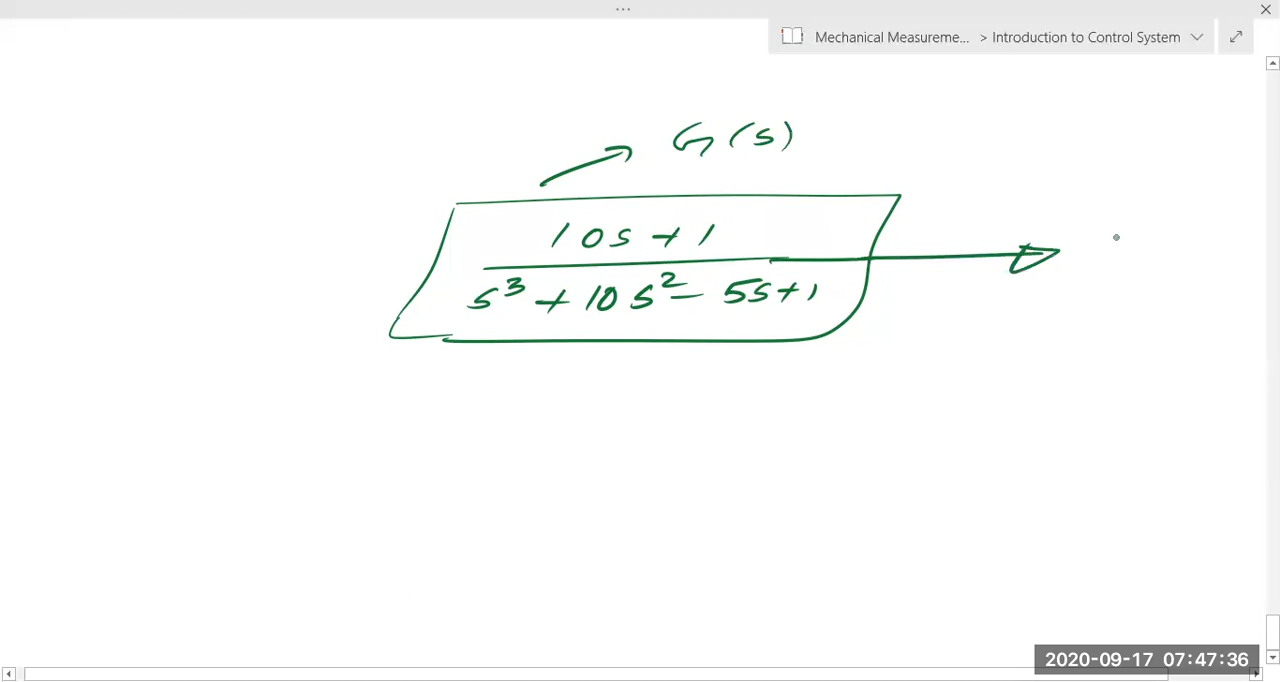 ...
Mechanical Measureme... > Introduction to Control System
G(s)
10s+1
s³+10s²-5s+1
2020-09-17 07:47:36